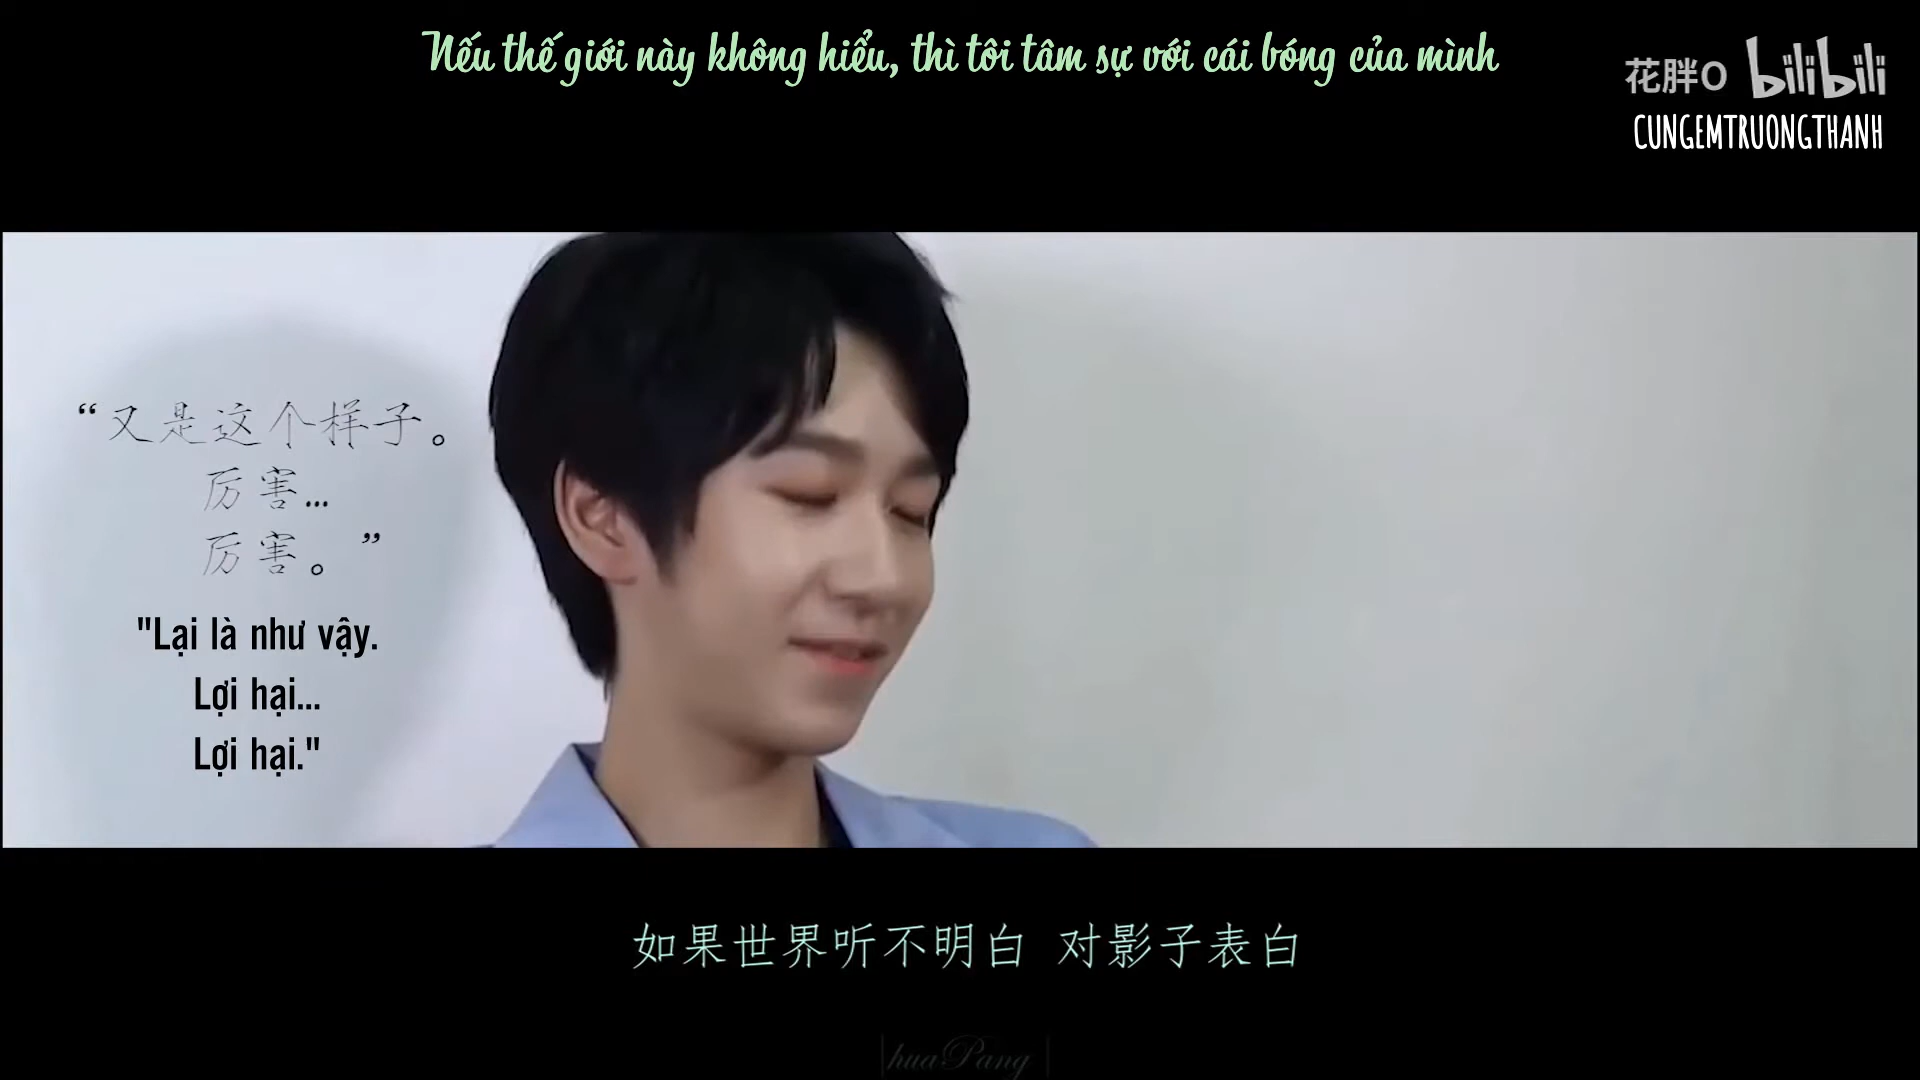 Nếu thế giới này không hiểu, thì tôi tâm sự với cái bóng của mình
花胖O bilibili
CUNGEMTRUONGTHANH
“又是这个样子。
厉害...
厉害。”
"Lại là như vậy.
Lợi hại...
Lợi hại."
如果世界听不明白 对影子表白
huaPang